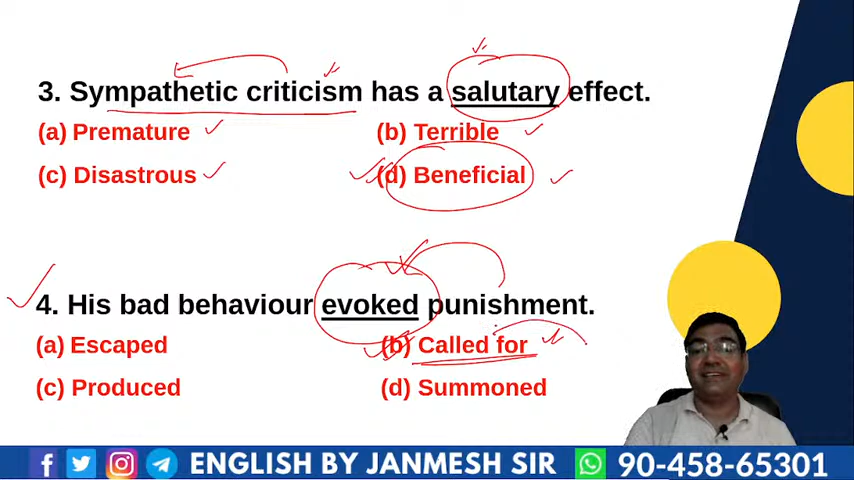 3. Sympathetic criticism has a salutary effect.
(a) Premature (b) Terrible
(c) Disastrous (d) Beneficial
4. His bad behaviour evoked punishment.
(a) Escaped (b) Called for
(c) Produced (d) Summoned
ENGLISH BY JANMESH SIR 90-458-65301